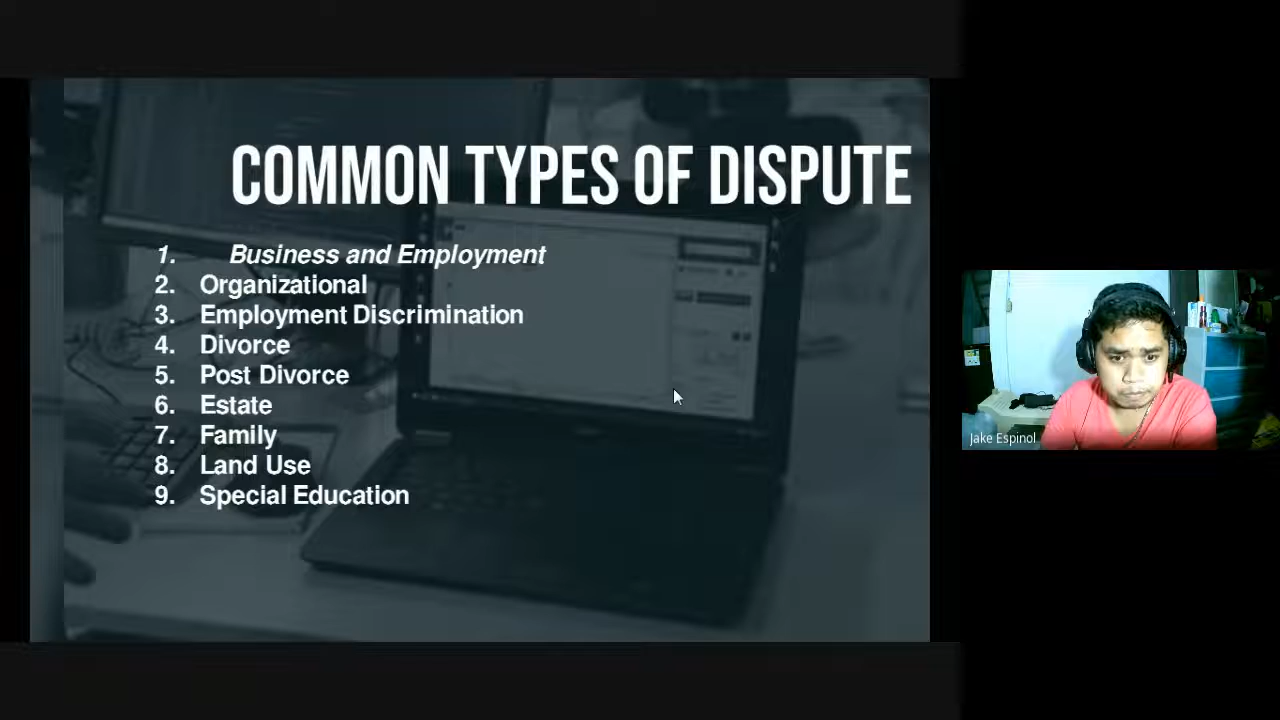 COMMON TYPES OF DISPUTE
1. Business and Employment
2. Organizational
3. Employment Discrimination
4. Divorce
5. Post Divorce
6. Estate
7. Family
8. Land Use
9. Special Education
Jake Espinol